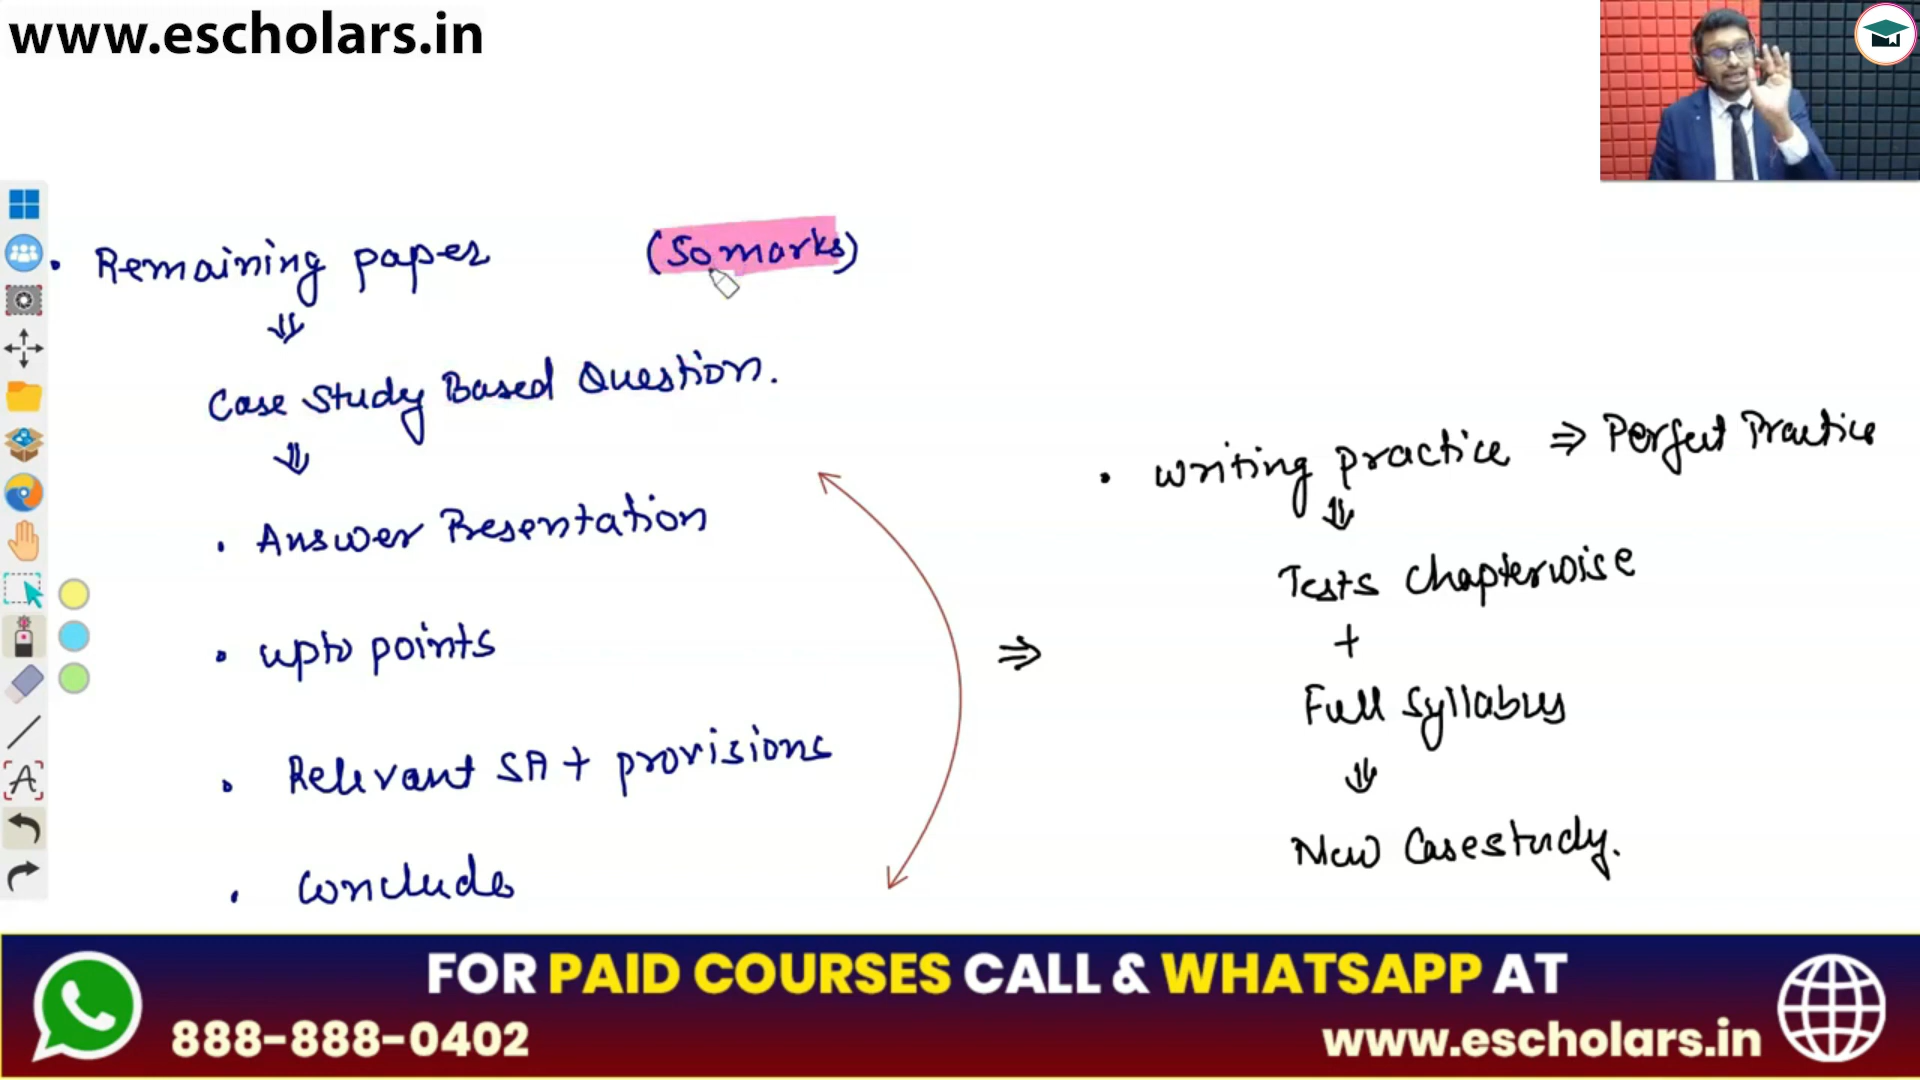 www.escholars.in
• Remaining paper (50 marks)
⇓
Case Study Based Question.
⇓
• Answer Presentation
• upto points
• Relevant SA + provisions
• Conclude
⇒
• Writing practice ⇒ Perfect Practice
⇓
Tests Chapterwise
+
Full Syllabus
⇓
New Casestudy.
FOR PAID COURSES CALL & WHATSAPP AT
888-888-0402
www.escholars.in